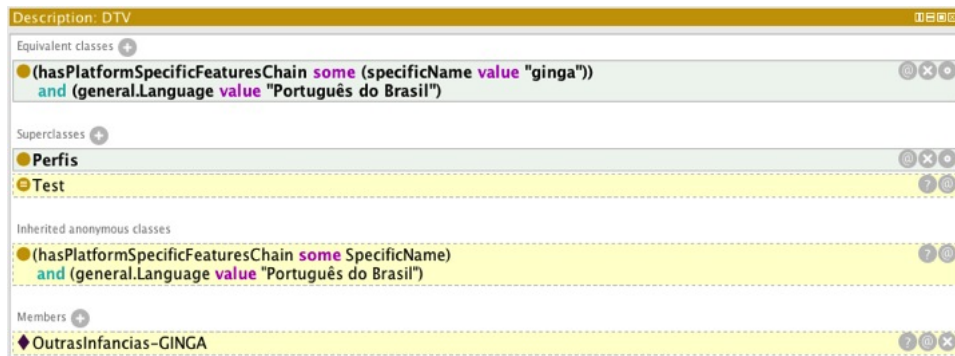 Description: DTV
Equivalent classes
(hasPlatformSpecificFeaturesChain some (specificName value "ginga"))
and (general.Language value "Português do Brasil")
Superclasses
Perfis
Test
Inherited anonymous classes
(hasPlatformSpecificFeaturesChain some SpecificName)
and (general.Language value "Português do Brasil")
Members
OutrasInfancias-GINGA